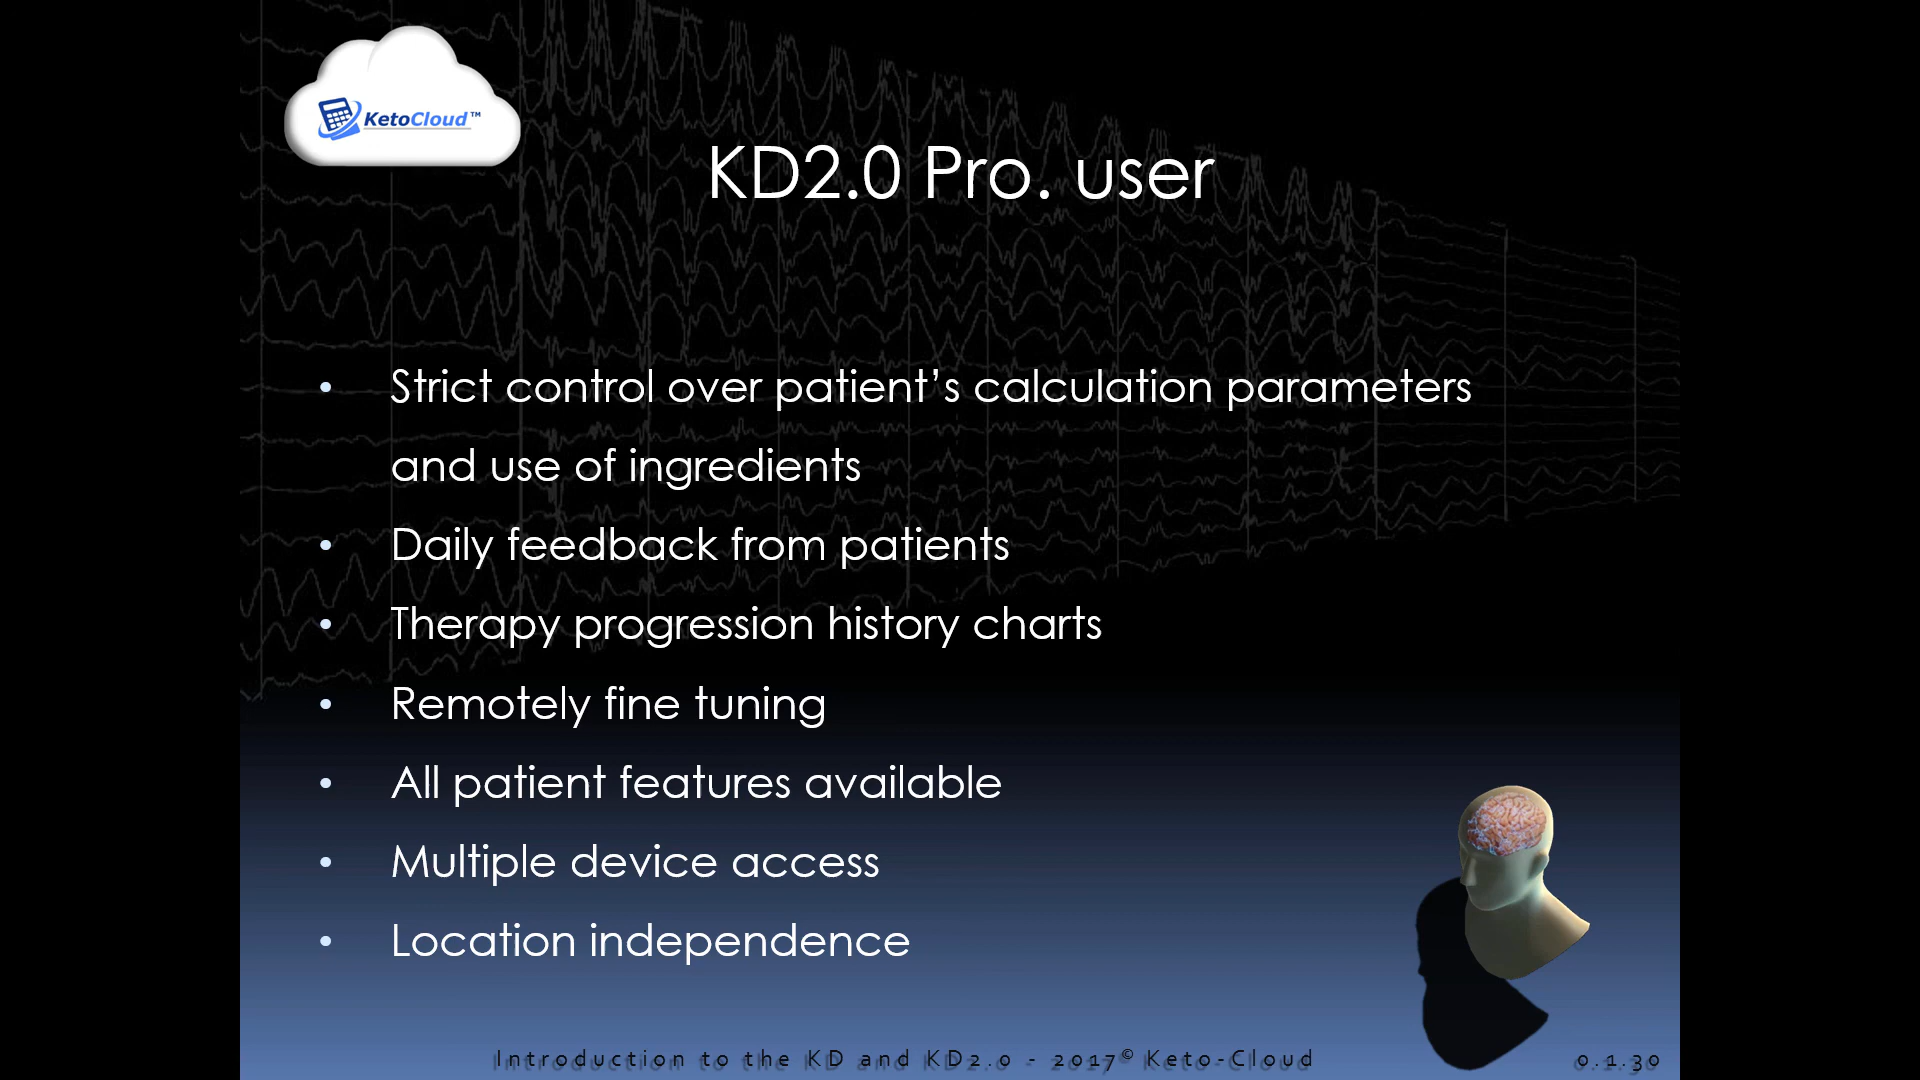 KetoCloud™
KD2.0 Pro. user
• Strict control over patient’s calculation parameters
and use of ingredients
• Daily feedback from patients
• Therapy progression history charts
• Remotely fine tuning
• All patient features available
• Multiple device access
• Location independence
Introduction to the KD and KD2.0 - 2017© Keto-Cloud
0.1.30